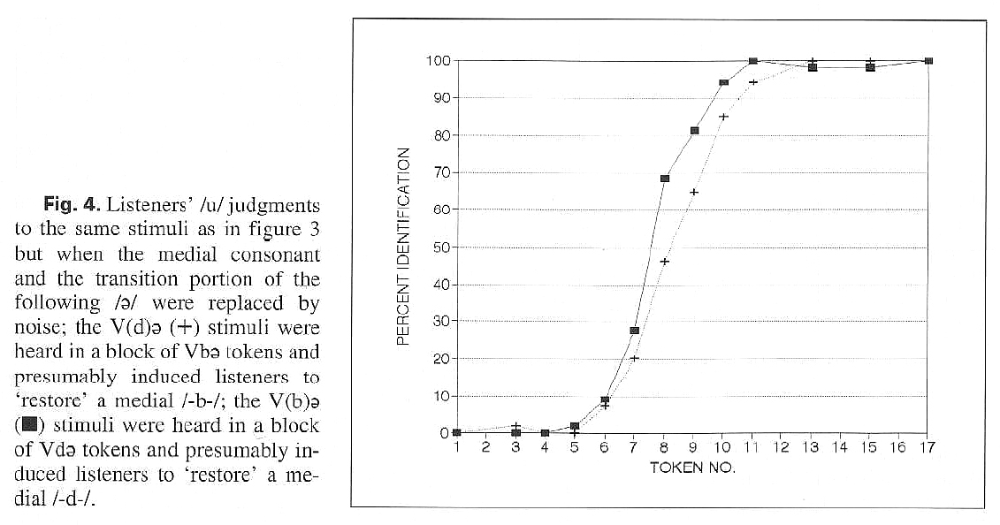 Fig. 4. Listeners' /u/ judgments
to the same stimuli as in figure 3
but when the medial consonant
and the transition portion of the
following /ə/ were replaced by
noise; the V(d)ə (+) stimuli were
heard in a block of Vbə tokens and
presumably induced listeners to
'restore' a medial /-b-/; the V(b)ə
(■) stimuli were heard in a block
of Vdə tokens and presumably in-
duced listeners to 'restore' a me-
dial /-d-/.
PERCENT IDENTIFICATION
100
90
80
70
60
50
40
30
20
10
0
1 2 3 4 5 6 7 8 9 10 11 12 13 14 15 16 17
TOKEN NO.